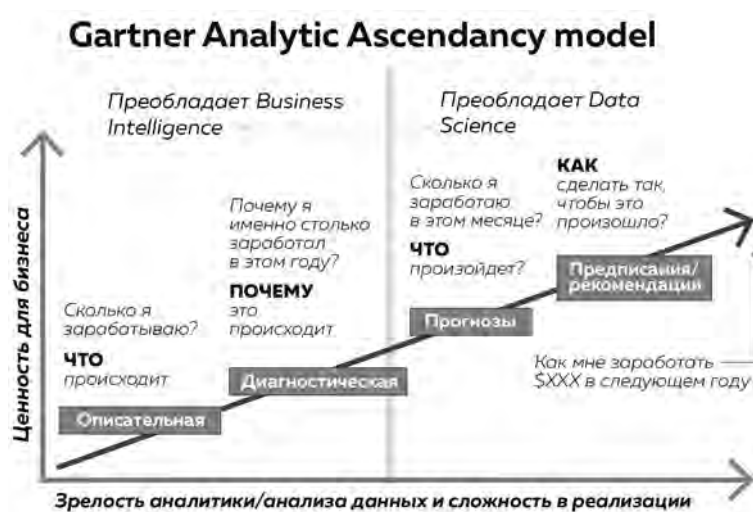 Gartner Analytic Ascendancy model
Преобладает Business
Intelligence
Преобладает Data
Science
Ценность для бизнеса
Сколько я
зарабатываю?
ЧТО
происходит
Описательная
Почему я
именно столько
заработал
в этом году?
ПОЧЕМУ
это
происходит
Диагностическая
Сколько я
заработаю
в этом месяце?
ЧТО
произойдет?
Прогнозы
КАК
сделать так,
чтобы это
произошло?
Предписания/
рекомендации
Как мне заработать
$XXX в следующем году
Зрелость аналитики/анализа данных и сложность в реализации